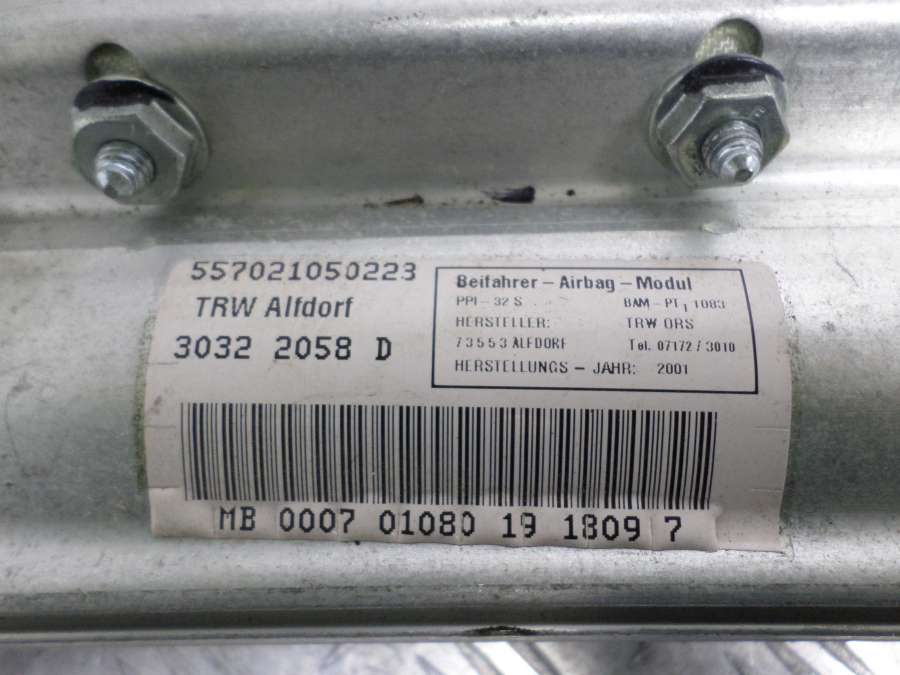 557021050223
TRW Alfdorf
3032 2058 D
Beifahrer - Airbag - Modul
PPI - 32 S BAM - PT₁ 1083
HERSTELLER: TRW ORS
73553 ALFDORF Tel. 07172 / 3010
HERSTELLUNGS - JAHR: 2001
MB 0007 01080 19 1809 7